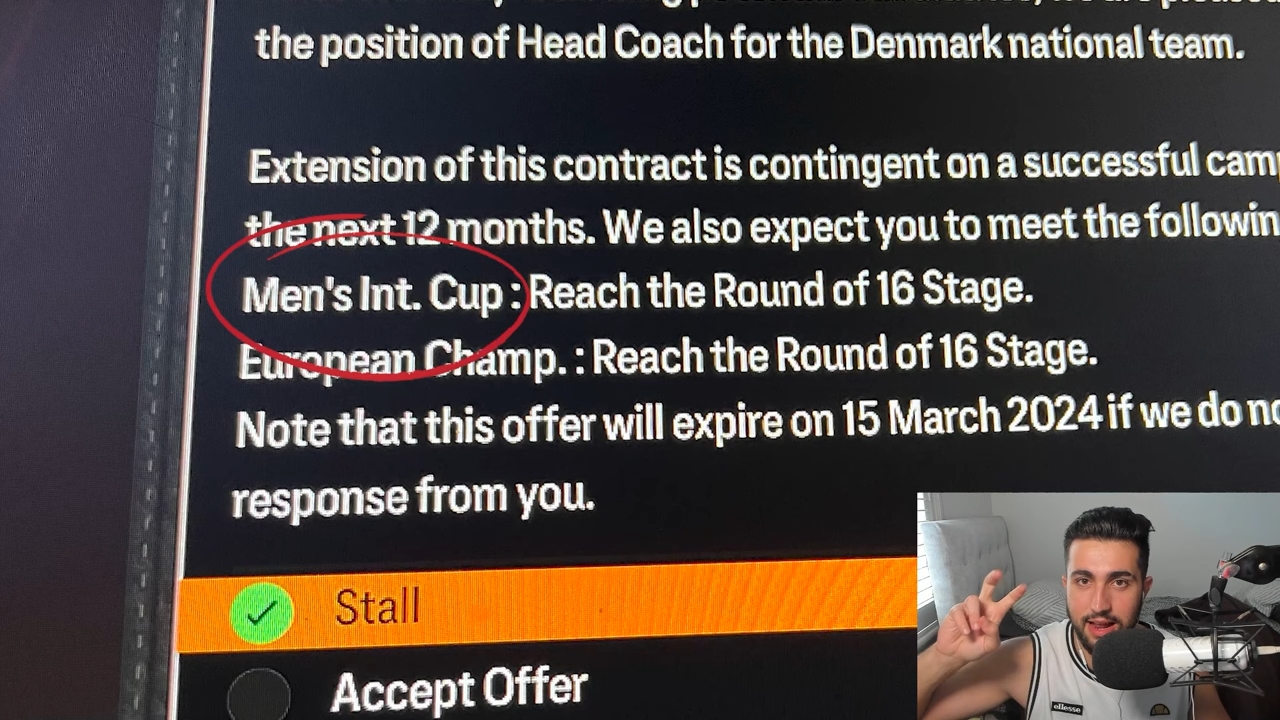 the position of Head Coach for the Denmark national team.
Extension of this contract is contingent on a successful
the next 12 months. We also expect you to meet the
Men's Int. Cup : Reach the Round of 16 Stage.
European Champ. : Reach the Round of 16 Stage.
Note that this offer will expire on 15 March 2024 if we do
response from you.
Stall
Accept Offer
ellesse